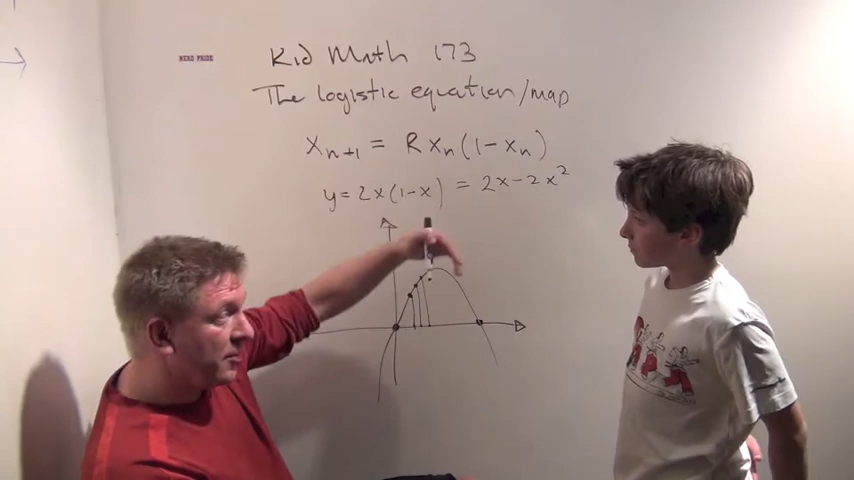 Kid Math 173
NERD PRIDE
The logistic equation/map
Xn+1 = R Xn(1-Xn)
y=2x(1-x) = 2x-2x²